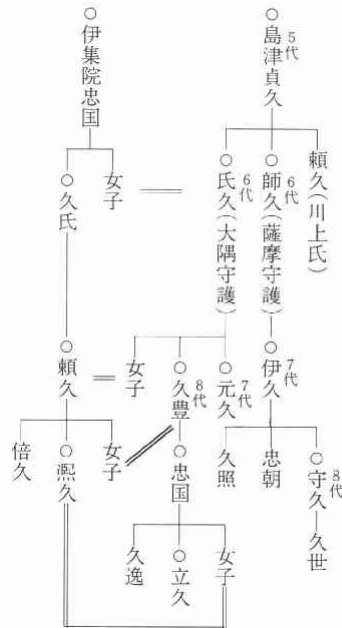 ○島津貞久 5代
頼久(川上氏)
○師久(薩摩守護) 6代
○氏久(大隅守護) 6代
○伊久 7代
○元久 7代
○久豊 8代
女子
○守久―久世 8代
忠朝
久照
○忠国
女子
○立久
久逸
○伊集院忠国
女子
○久氏
○頼久
女子
○熈久
倍久